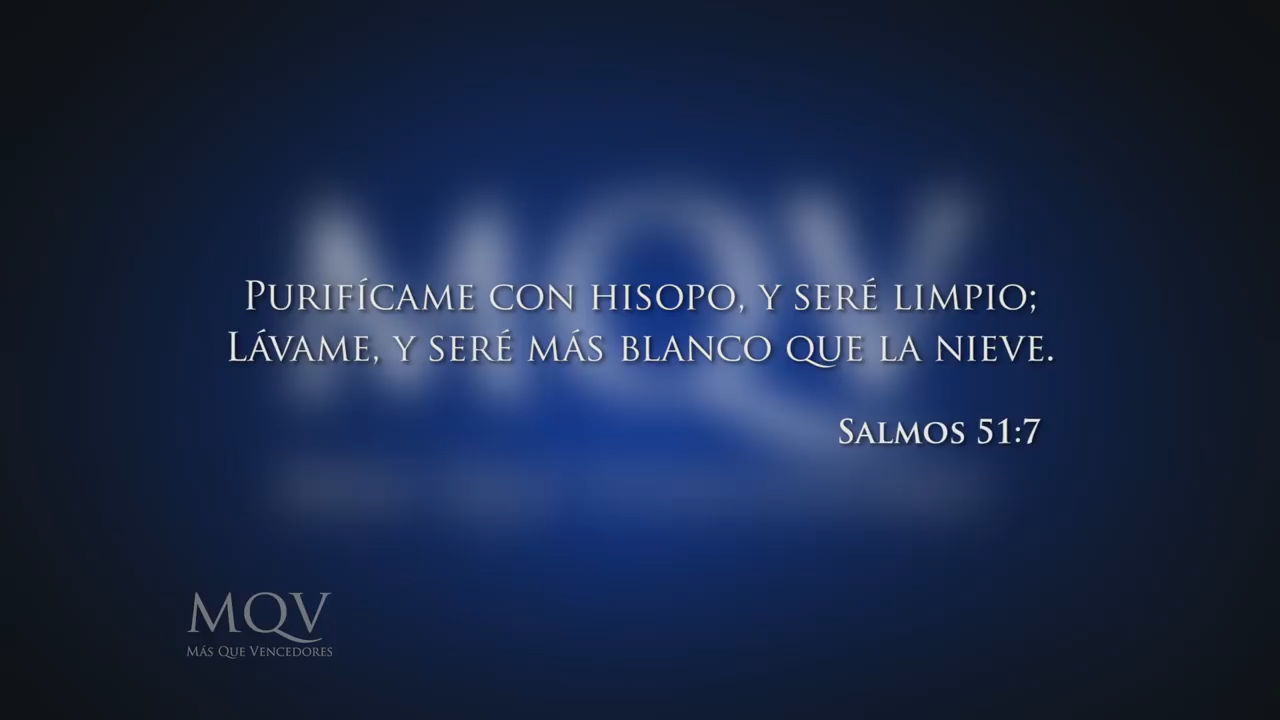 Purifícame con hisopo, y seré limpio;
Lávame, y seré más blanco que la nieve.
Salmos 51:7
MQV
Más Que Vencedores